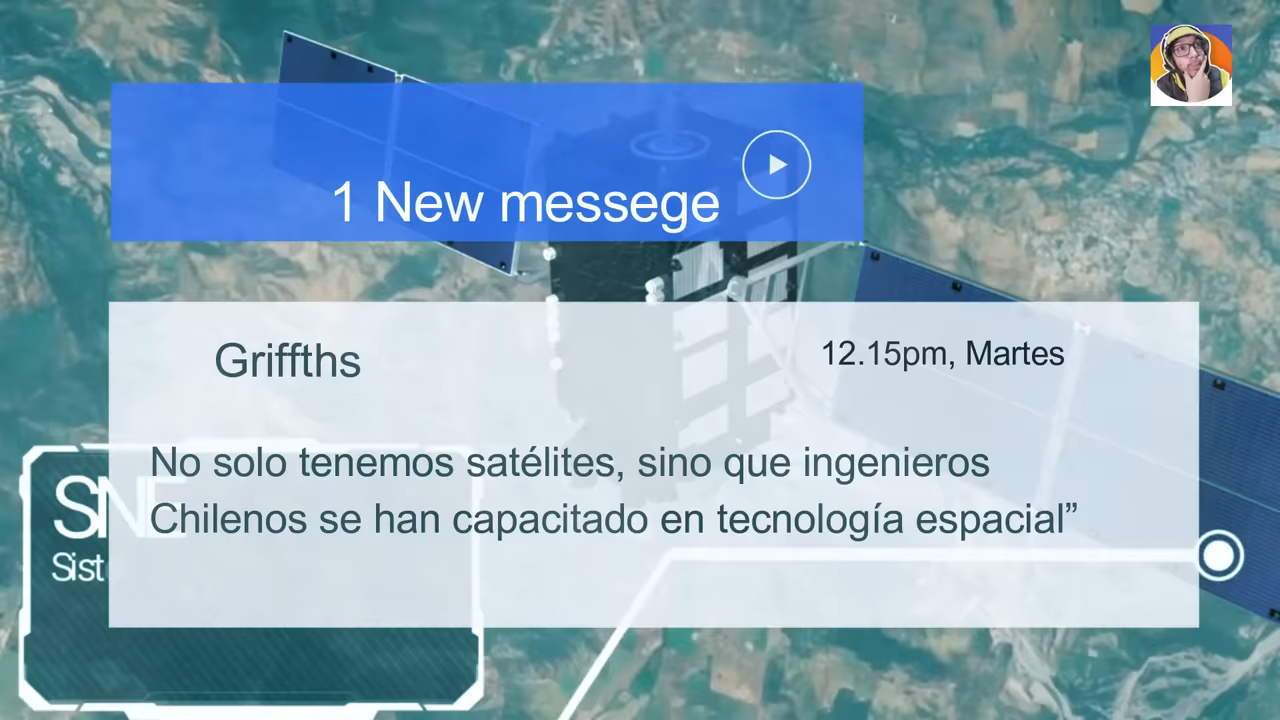 1 New messege
Griffths
12.15pm, Martes
No solo tenemos satélites, sino que ingenieros
Chilenos se han capacitado en tecnología espacial”
SNE
Sist